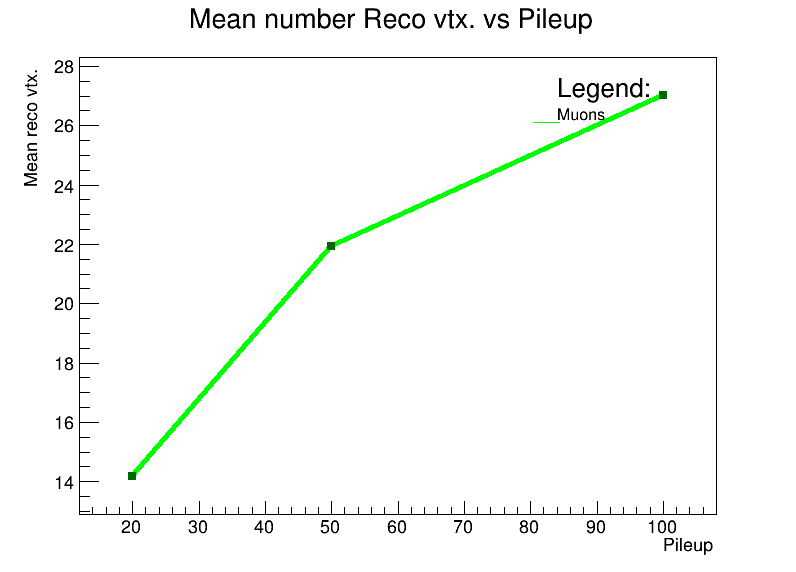 Mean number Reco vtx. vs Pileup
Mean reco vtx.
28
26
24
22
20
18
16
14
Legend:
Muons
20 30 40 50 60 70 80 90 100
Pileup